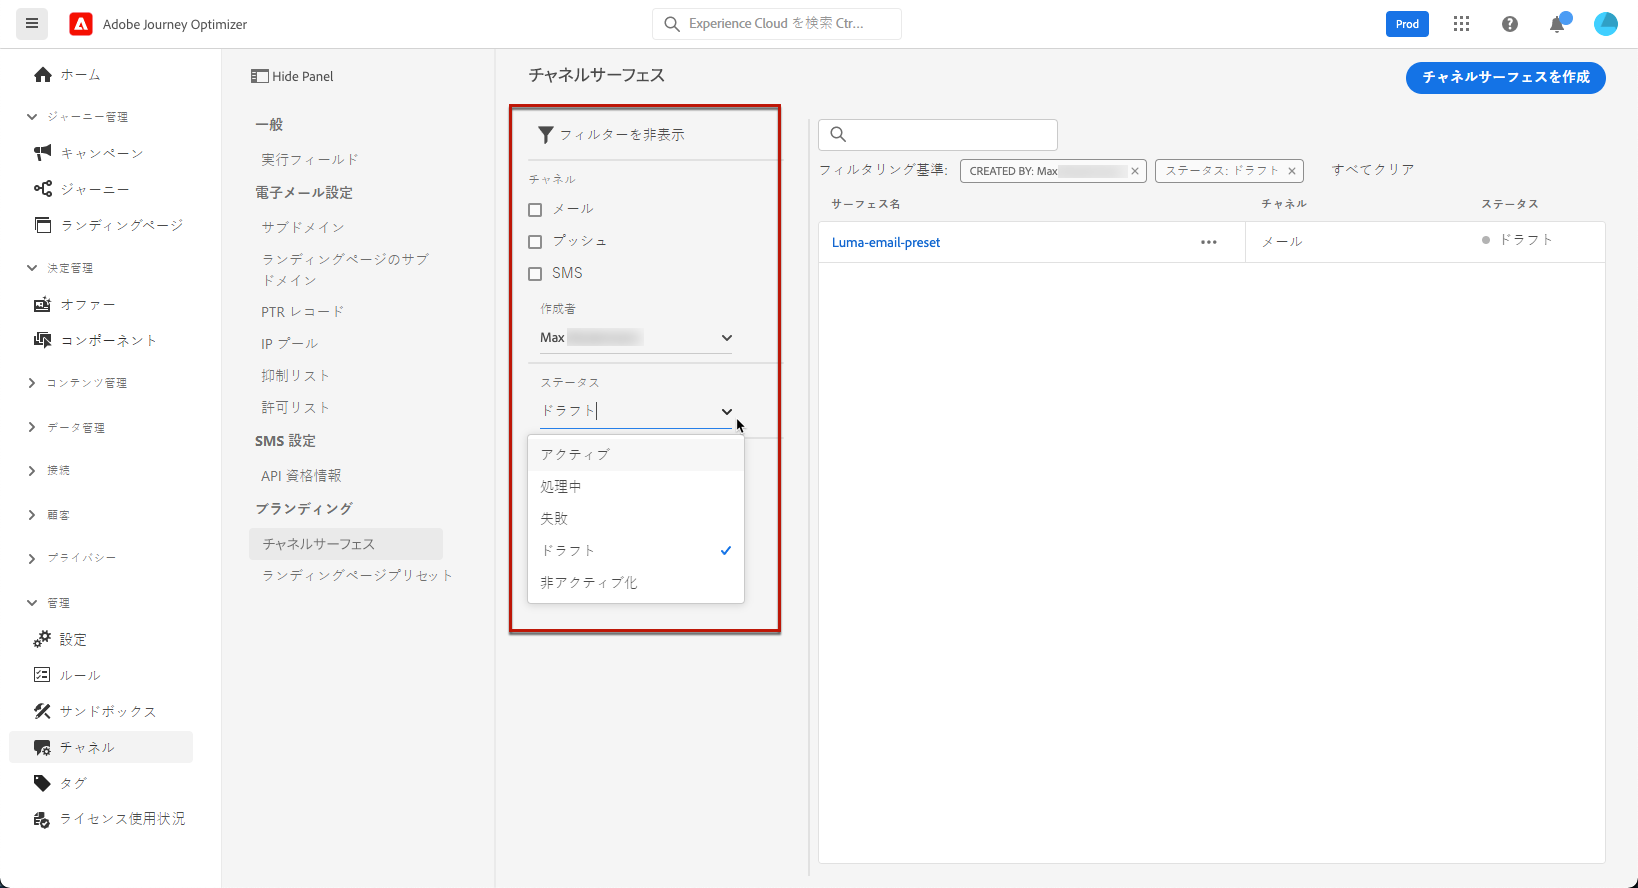 Adobe Journey Optimizer
Experience Cloud を検索 Ctr...
Prod
ホーム
ジャーニー管理
キャンペーン
ジャーニー
ランディングページ
決定管理
オファー
コンポーネント
コンテンツ管理
データ管理
接続
顧客
プライバシー
管理
設定
ルール
サンドボックス
チャネル
タグ
ライセンス使用状況
Hide Panel
一般
実行フィールド
電子メール設定
サブドメイン
ランディングページのサブ
ドメイン
PTR レコード
IP プール
抑制リスト
許可リスト
SMS 設定
API 資格情報
ブランディング
チャネルサーフェス
ランディングページプリセット
チャネルサーフェス
チャネルサーフェスを作成
フィルターを非表示
チャネル
メール
プッシュ
SMS
作成者
Max
ステータス
ドラフト
アクティブ
処理中
失敗
ドラフト
非アクティブ化
フィルタリング基準: CREATED BY: Max ステータス: ドラフト すべてクリア
サーフェス名 チャネル ステータス
Luma-email-preset メール ドラフト